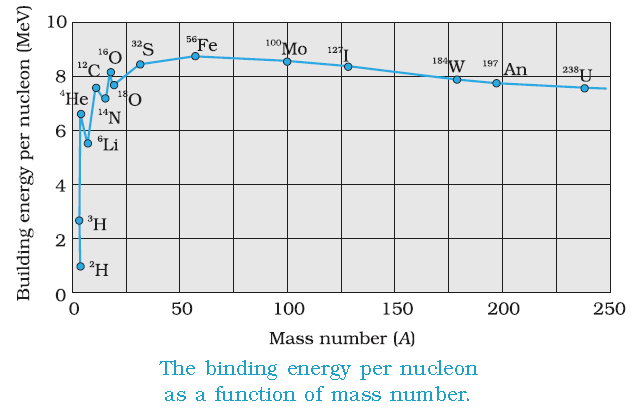 Building energy per nucleon (MeV)
10
8
6
4
2
0
⁴He
¹²C
¹⁶O
¹⁸O
¹⁴N
⁶Li
³H
²H
³²S
⁵⁶Fe
¹⁰⁰Mo
¹²⁷I
¹⁸⁴W
¹⁹⁷An
²³⁸U
0 50 100 150 200 250
Mass number (A)
The binding energy per nucleon
as a function of mass number.